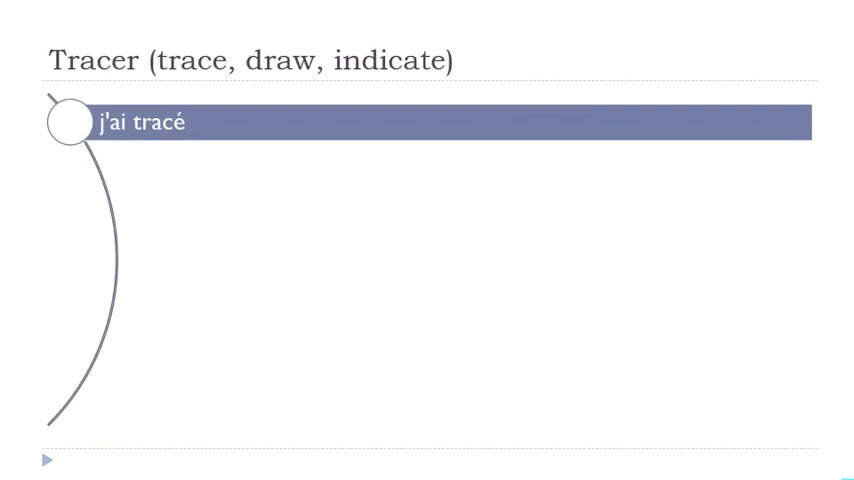 Tracer (trace, draw, indicate)
j'ai tracé